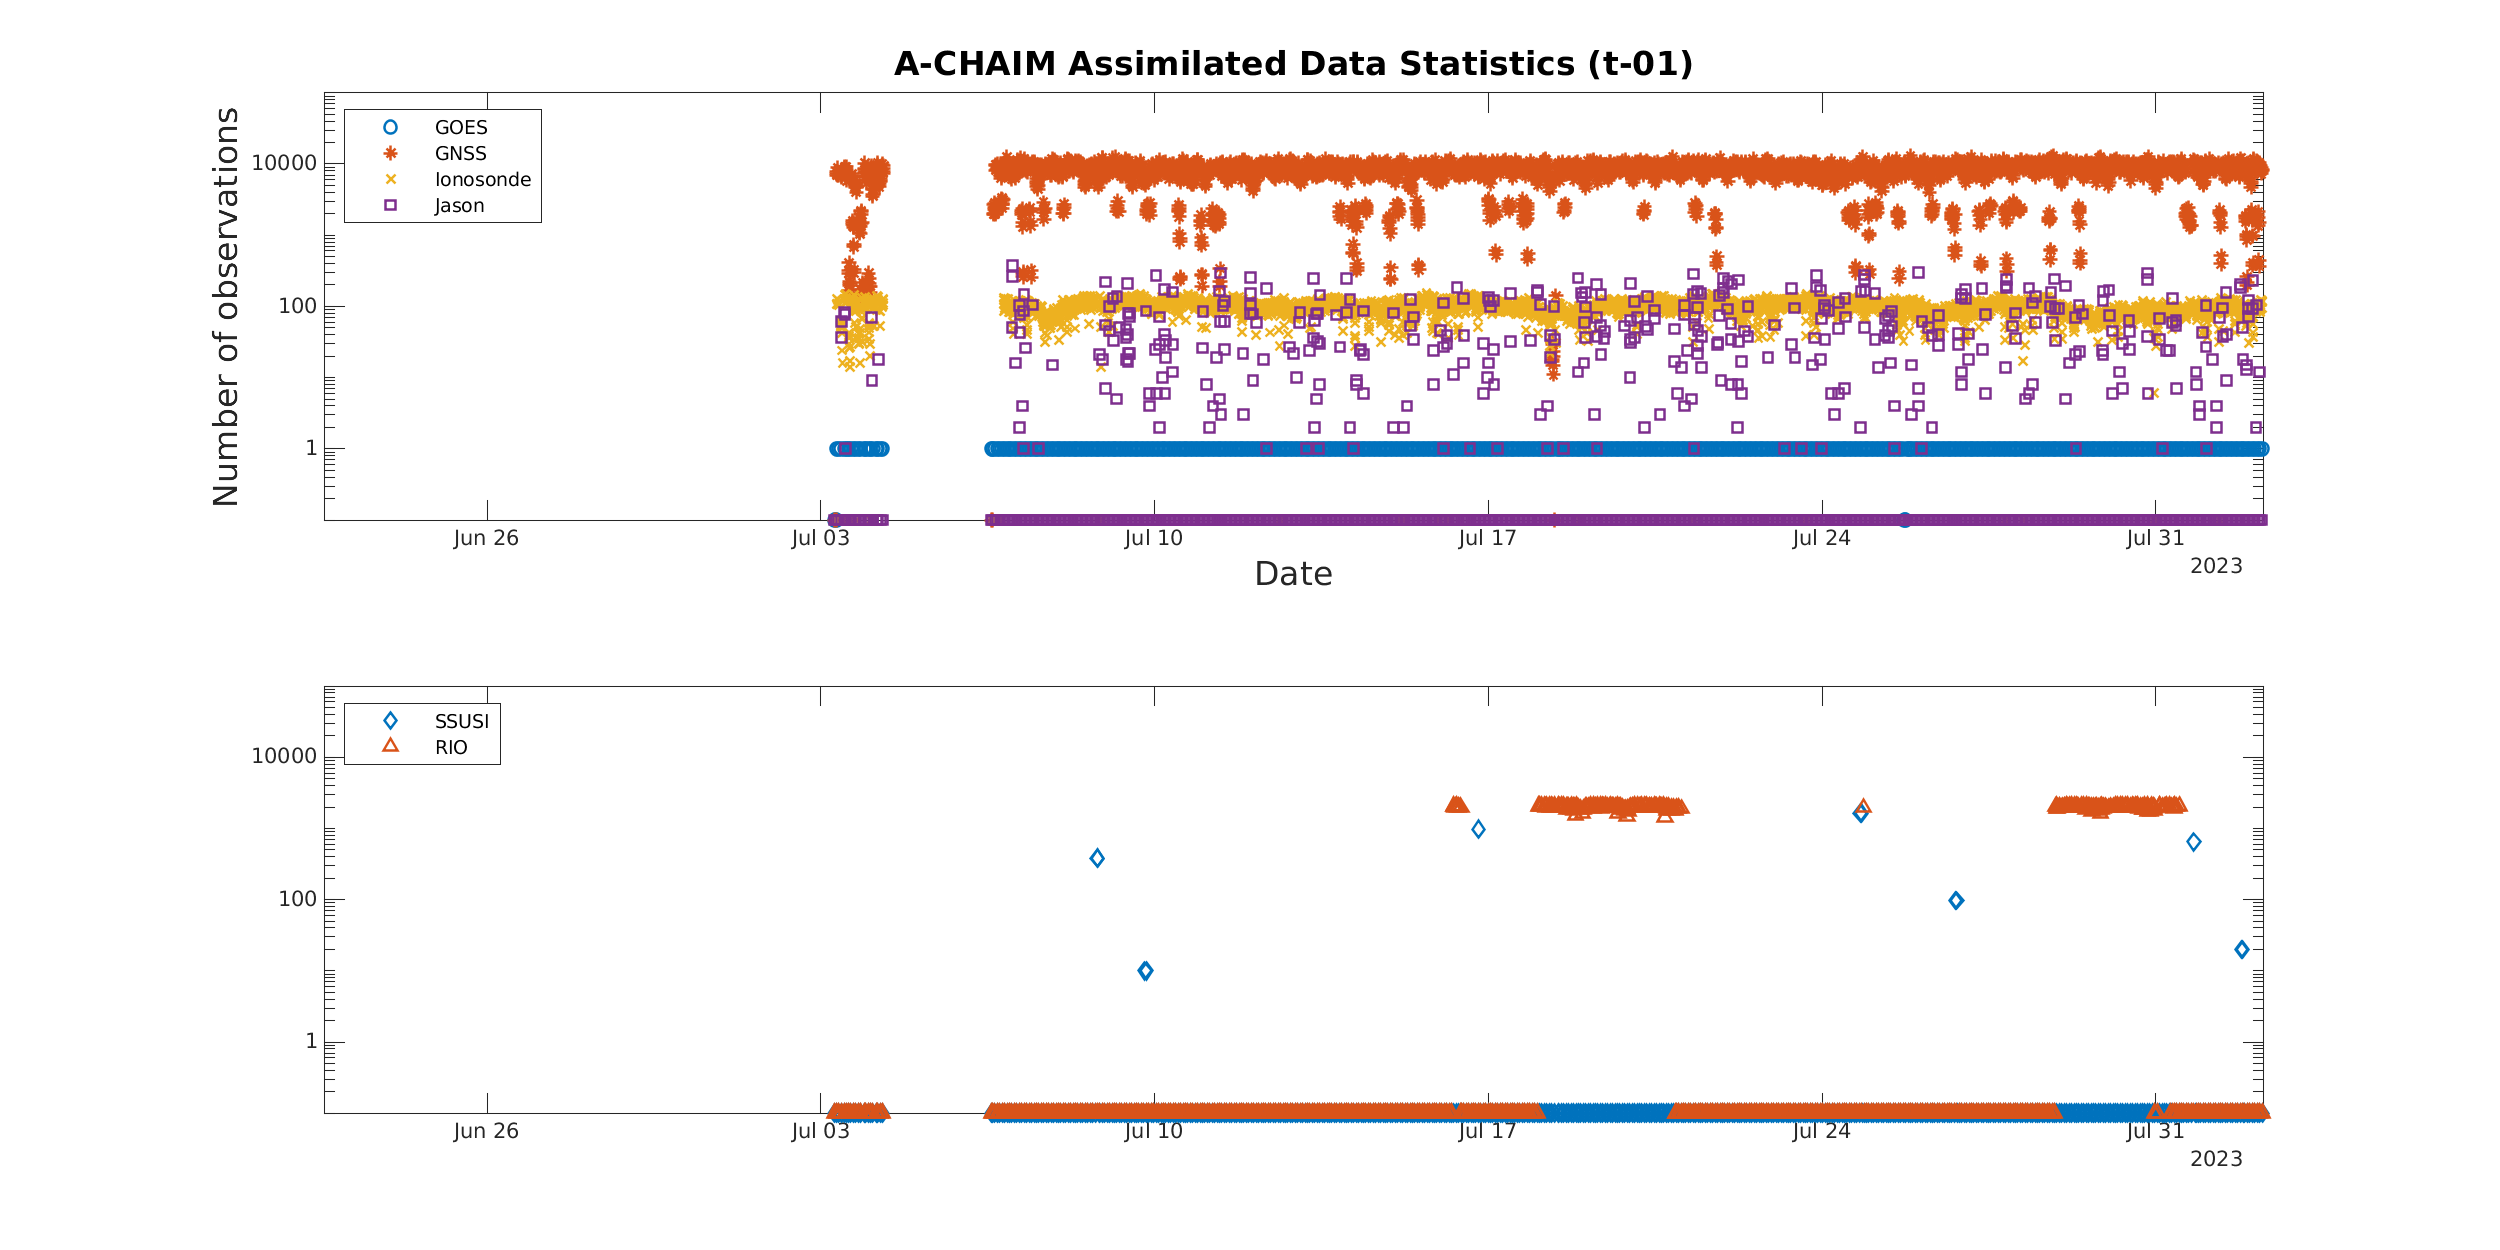 A-CHAIM Assimilated Data Statistics (t-01)
Number of observations
GOES
GNSS
Ionosonde
Jason
10000
100
1
Jun 26
Jul 03
Jul 10
Jul 17
Jul 24
Jul 31
2023
Date
SSUSI
RIO
10000
100
1
Jun 26
Jul 03
Jul 10
Jul 17
Jul 24
Jul 31
2023